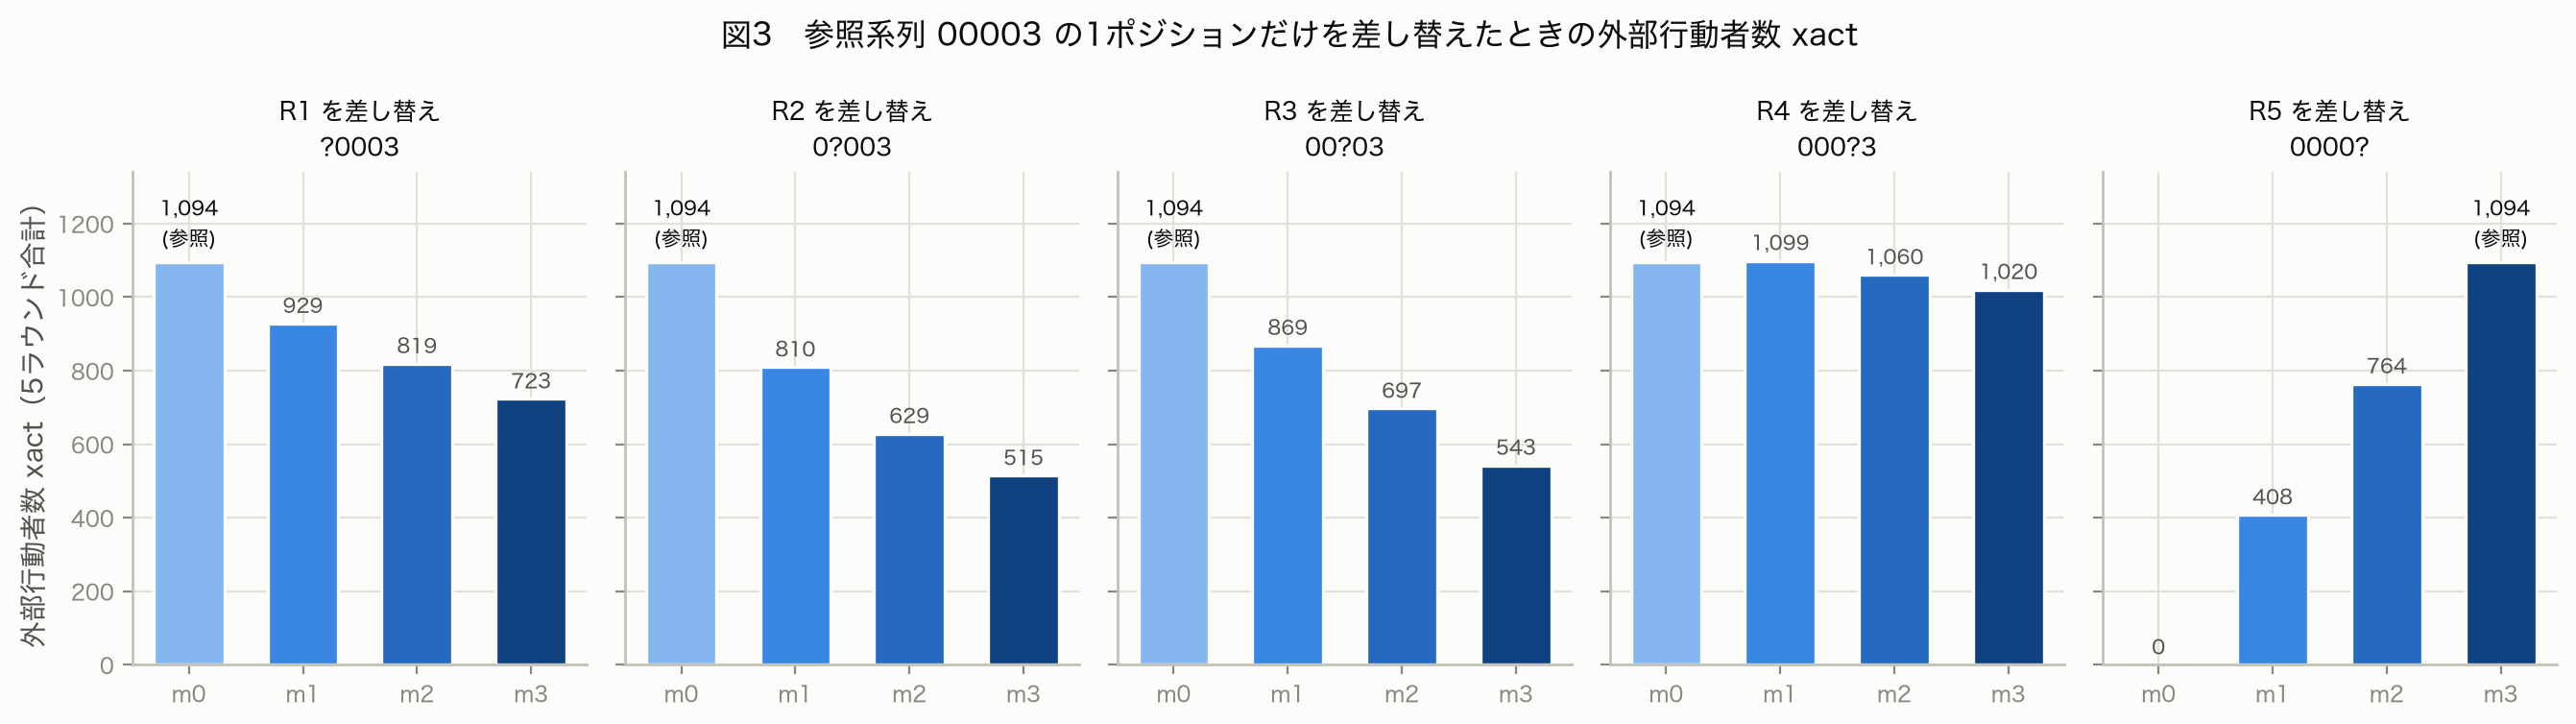 図3　参照系列 00003 の1ポジションだけを差し替えたときの外部行動者数 xact
外部行動者数 xact（5ラウンド合計）
0
200
400
600
800
1000
1200
R1 を差し替え
?0003
1,094
(参照)
929
819
723
m0 m1 m2 m3
R2 を差し替え
0?003
1,094
(参照)
810
629
515
m0 m1 m2 m3
R3 を差し替え
00?03
1,094
(参照)
869
697
543
m0 m1 m2 m3
R4 を差し替え
000?3
1,094
(参照)
1,099
1,060
1,020
m0 m1 m2 m3
R5 を差し替え
0000?
0
408
764
1,094
(参照)
m0 m1 m2 m3